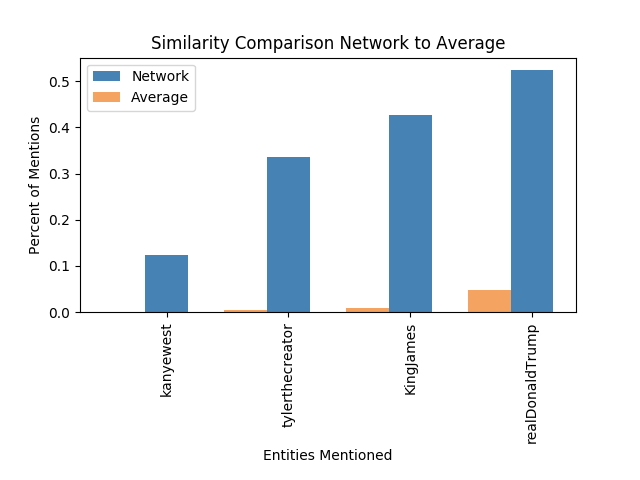 Similarity Comparison Network to Average
Network
Average
Percent of Mentions
0.5
0.4
0.3
0.2
0.1
0.0
kanyewest
tylerthecreator
KingJames
realDonaldTrump
Entities Mentioned